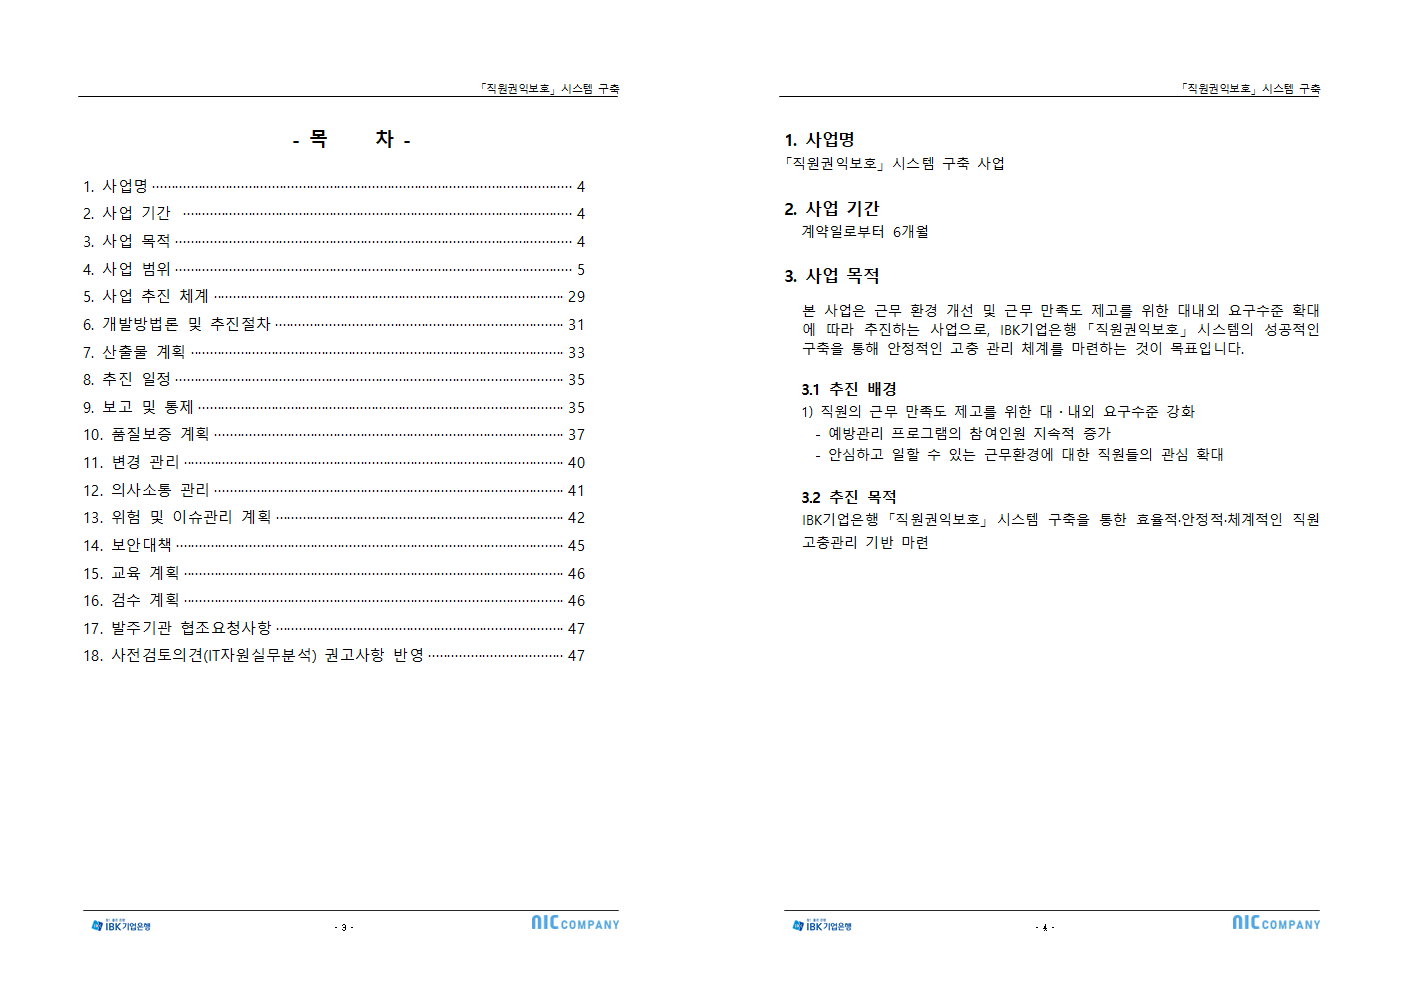 「직원권익보호」 시스템 구축
- 목 차 -
1. 사업명 4
2. 사업 기간 4
3. 사업 목적 4
4. 사업 범위 5
5. 사업 추진 체계 29
6. 개발방법론 및 추진절차 31
7. 산출물 계획 33
8. 추진 일정 35
9. 보고 및 통제 35
10. 품질보증 계획 37
11. 변경 관리 40
12. 의사소통 관리 41
13. 위험 및 이슈관리 계획 42
14. 보안대책 45
15. 교육 계획 46
16. 검수 계획 46
17. 발주기관 협조요청사항 47
18. 사전검토의견(IT자원실무분석) 권고사항 반영 47
IBK기업은행
- 3 -
NIC COMPANY
「직원권익보호」 시스템 구축
1. 사업명
「직원권익보호」 시스템 구축 사업
2. 사업 기간
계약일로부터 6개월
3. 사업 목적
본 사업은 근무 환경 개선 및 근무 만족도 제고를 위한 대내외 요구수준 확대
에 따라 추진하는 사업으로, IBK기업은행「직원권익보호」시스템의 성공적인
구축을 통해 안정적인 고충 관리 체계를 마련하는 것이 목표입니다.
3.1 추진 배경
1) 직원의 근무 만족도 제고를 위한 대·내외 요구수준 강화
- 예방관리 프로그램의 참여인원 지속적 증가
- 안심하고 일할 수 있는 근무환경에 대한 직원들의 관심 확대
3.2 추진 목적
IBK기업은행「직원권익보호」 시스템 구축을 통한 효율적·안정적·체계적인 직원
고충관리 기반 마련
IBK기업은행
- 4 -
NIC COMPANY